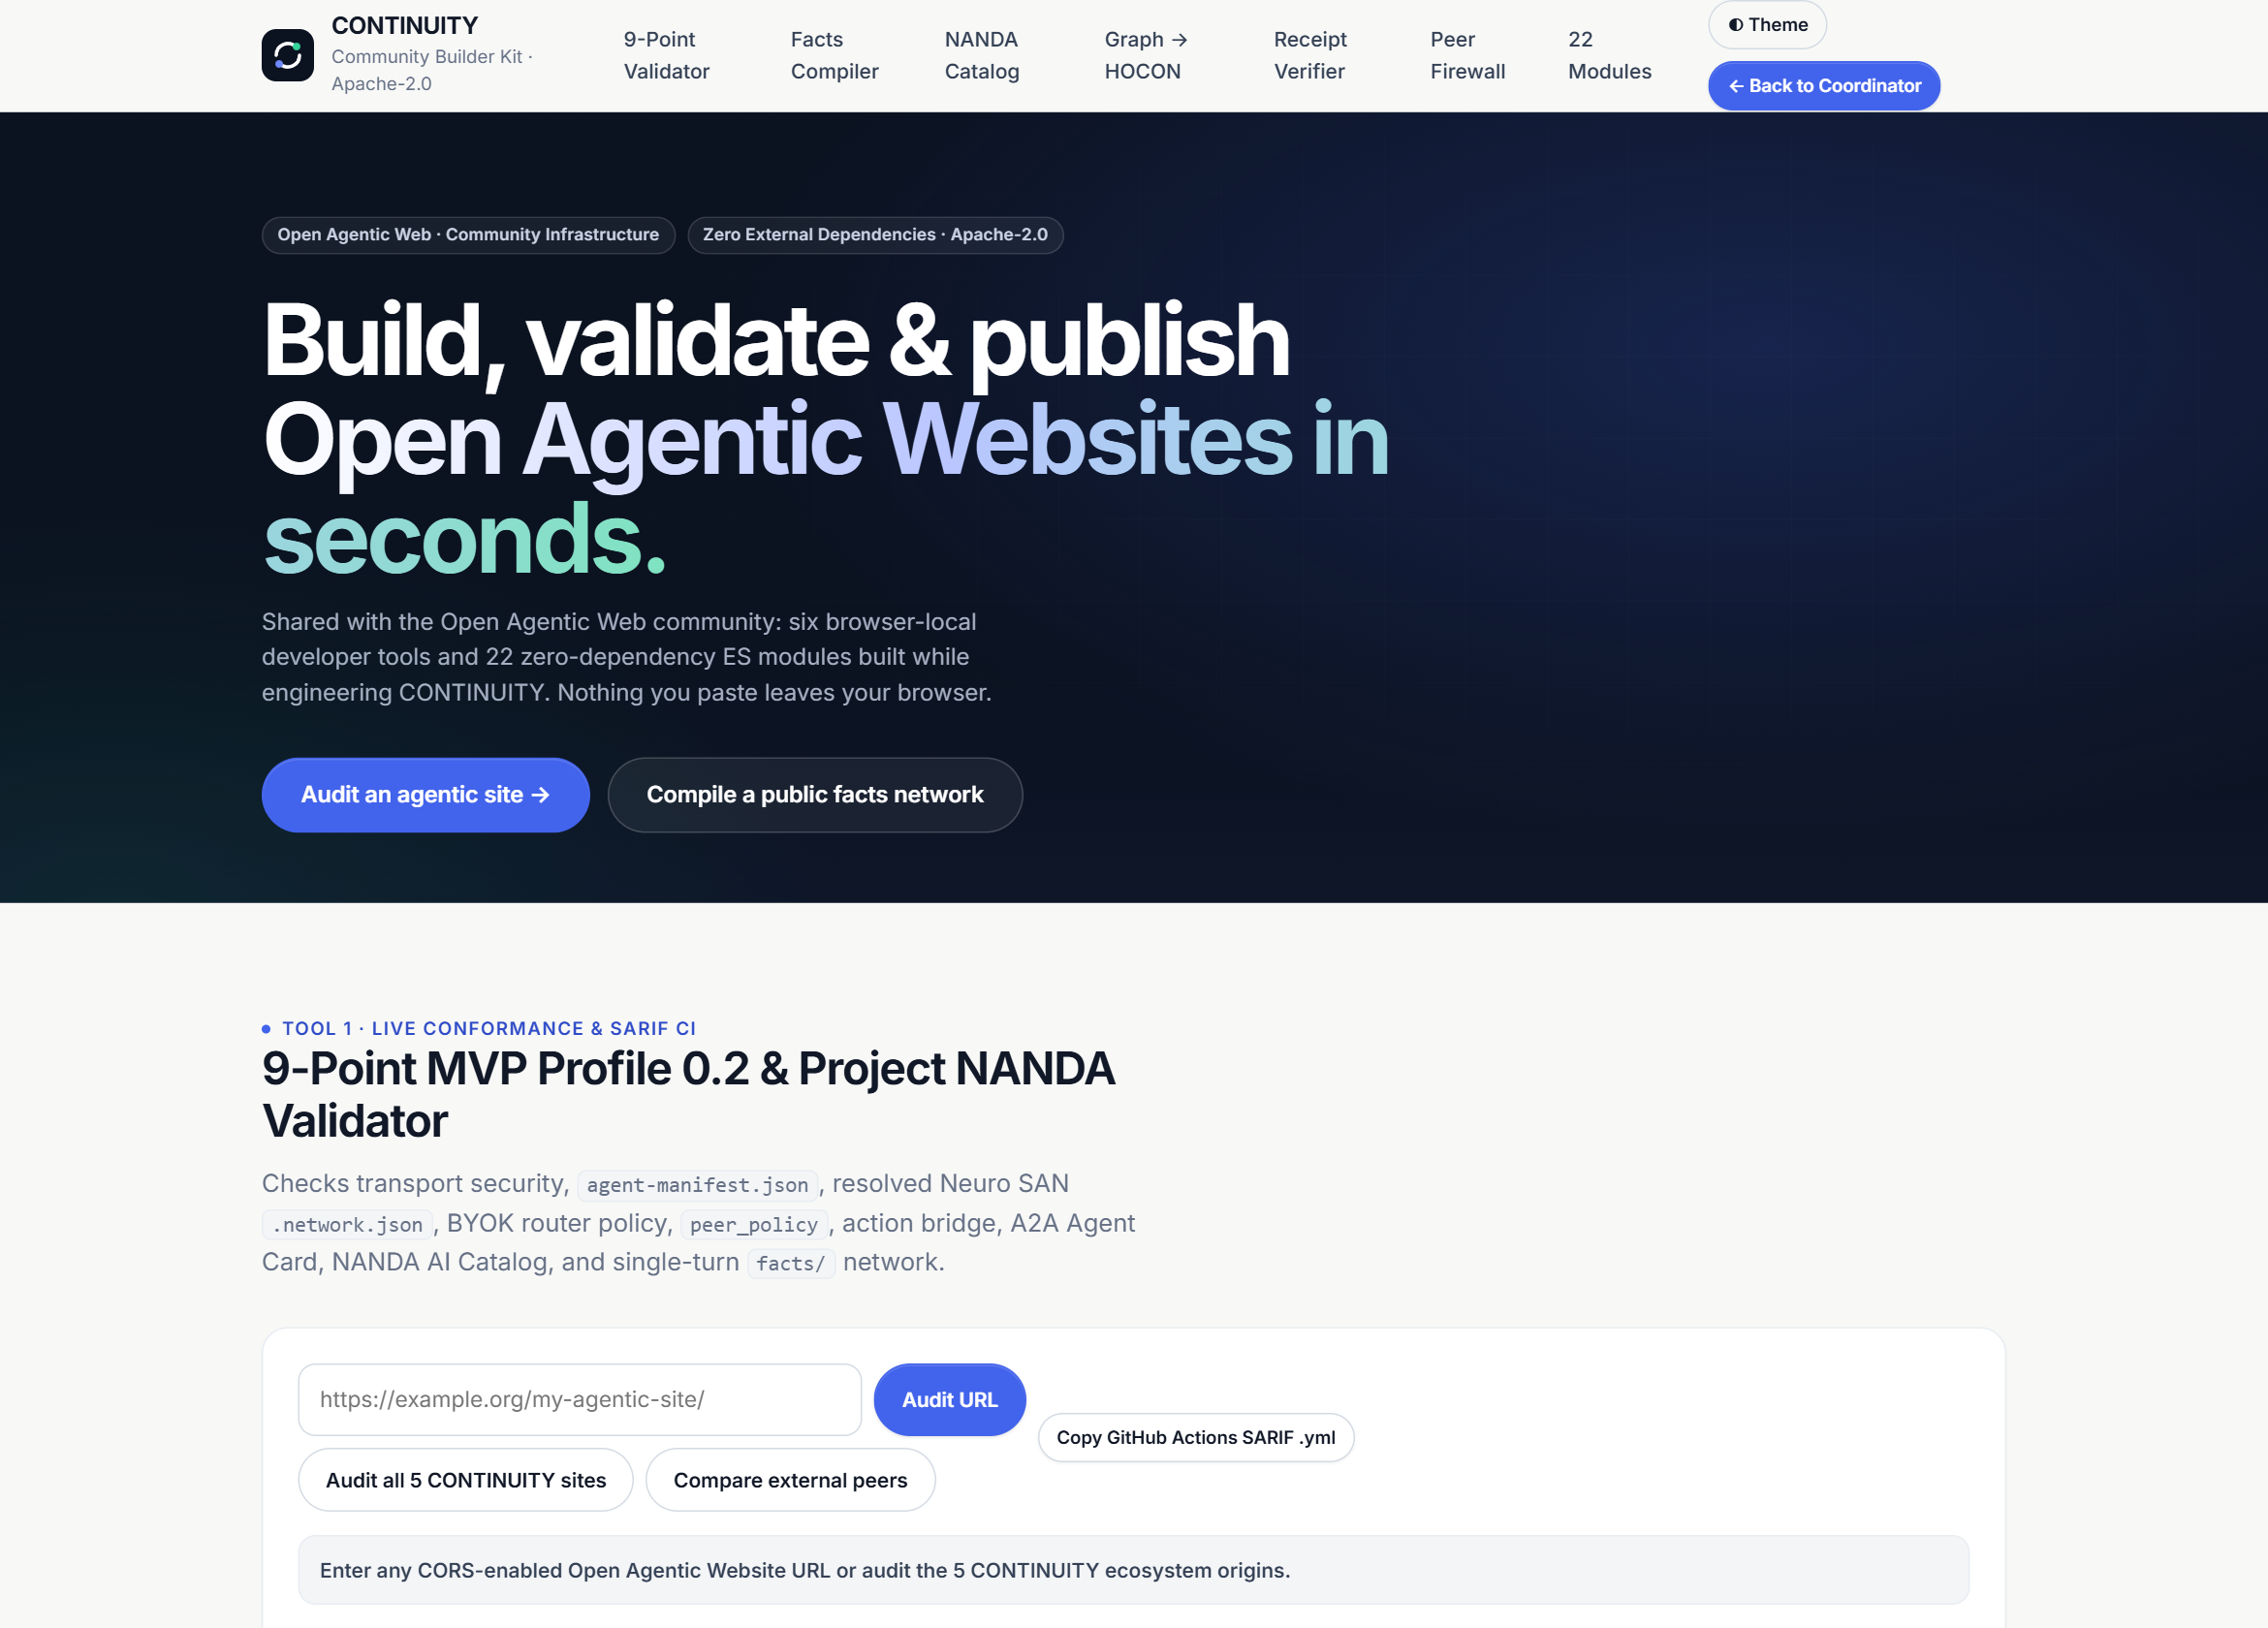 CONTINUITY
Community Builder Kit ·
Apache-2.0
9-Point
Validator
Facts
Compiler
NANDA
Catalog
Graph →
HOCON
Receipt
Verifier
Peer
Firewall
22
Modules
◐ Theme
← Back to Coordinator
Open Agentic Web · Community Infrastructure
Zero External Dependencies · Apache-2.0
Build, validate & publish
Open Agentic Websites in
seconds.
Shared with the Open Agentic Web community: six browser-local
developer tools and 22 zero-dependency ES modules built while
engineering CONTINUITY. Nothing you paste leaves your browser.
Audit an agentic site →
Compile a public facts network
TOOL 1 · LIVE CONFORMANCE & SARIF CI
9-Point MVP Profile 0.2 & Project NANDA
Validator
Checks transport security, agent-manifest.json, resolved Neuro SAN
.network.json, BYOK router policy, peer_policy, action bridge, A2A Agent
Card, NANDA AI Catalog, and single-turn facts/ network.
https://example.org/my-agentic-site/
Audit URL
Copy GitHub Actions SARIF .yml
Audit all 5 CONTINUITY sites
Compare external peers
Enter any CORS-enabled Open Agentic Website URL or audit the 5 CONTINUITY ecosystem origins.